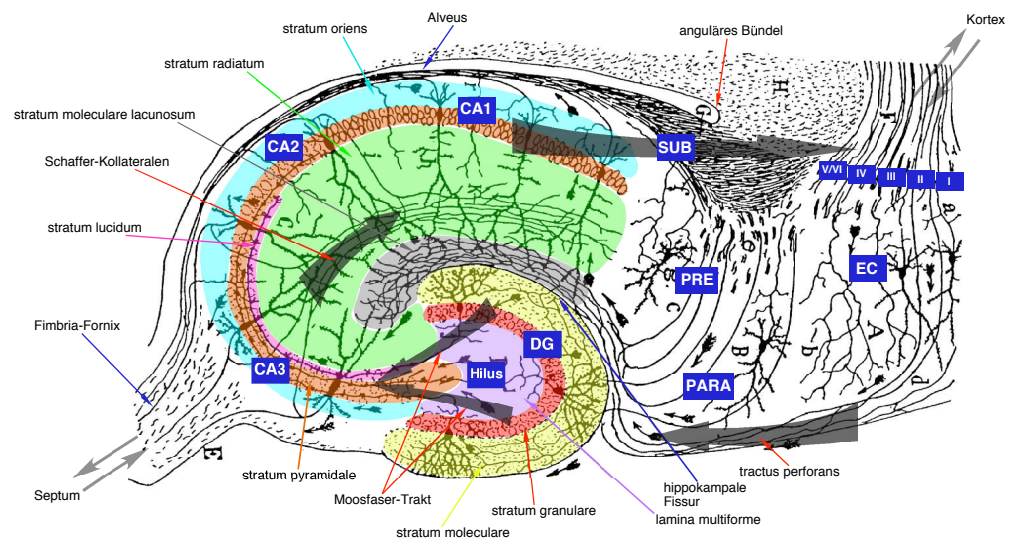 Alveus
Kortex
stratum oriens
anguläres Bündel
stratum radiatum
stratum moleculare lacunosum
Schaffer-Kollateralen
stratum lucidum
Fimbria-Fornix
Septum
CA1
CA2
CA3
SUB
V/VI
IV
III
II
I
PRE
EC
DG
Hilus
PARA
H
G
F
f
a
h
g
e
c
A
B
b
d
E
stratum pyramidale
Moosfaser-Trakt
stratum moleculare
stratum granulare
lamina multiforme
hippokampale
Fissur
tractus perforans